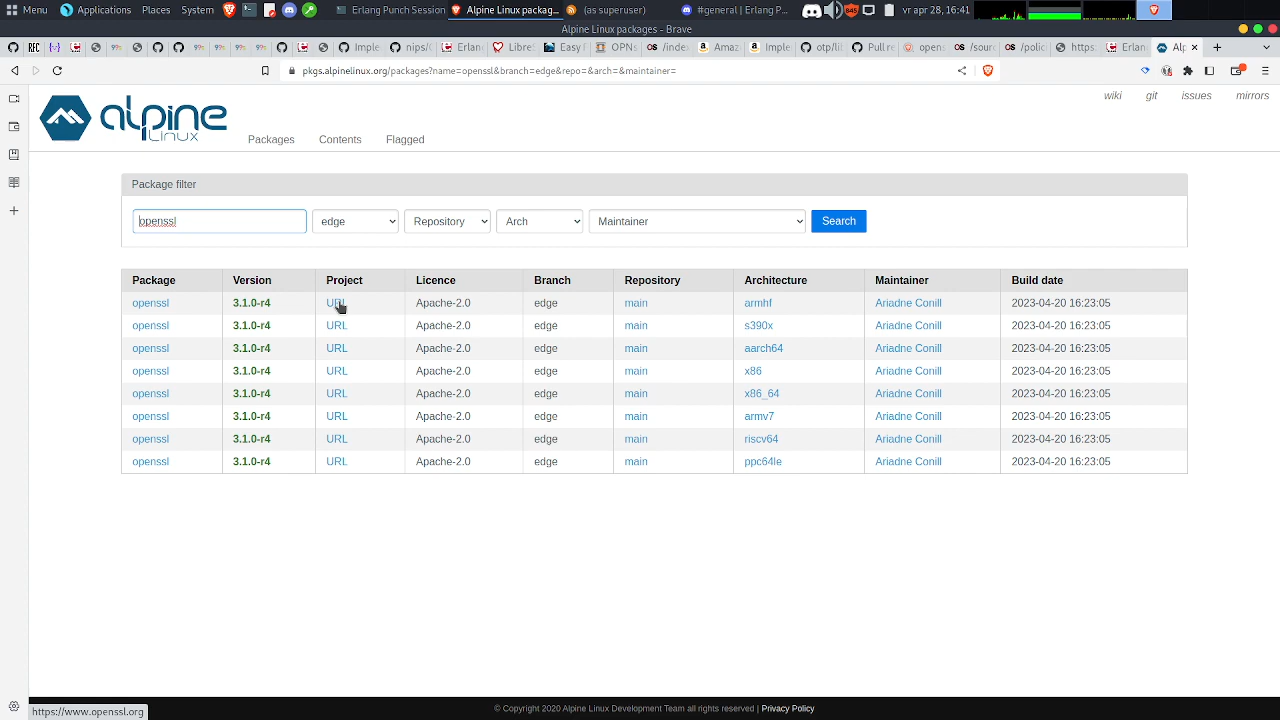 Menu Applications Places System Erlang Punch Session Alpine Linux packag... (as superuser) #general | Erlang P... 645 vr apr 28, 16:41
Alpine Linux packages - Brave
RFC {·} 99s Imple nips/ Erlan Libre Easy OPNs OS /inde: Amaz Imple otp/lil Pull re opens OS /sourc OS /polic https: Erlan Alp
pkgs.alpinelinux.org/packages?name=openssl&branch=edge&repo=&arch=&maintainer=
alpine Linux
Packages Contents Flagged
wiki git issues mirrors
Package filter
openssl edge Repository Arch Maintainer Search
Package Version Project Licence Branch Repository Architecture Maintainer Build date
openssl 3.1.0-r4 URL Apache-2.0 edge main armhf Ariadne Conill 2023-04-20 16:23:05
openssl 3.1.0-r4 URL Apache-2.0 edge main s390x Ariadne Conill 2023-04-20 16:23:05
openssl 3.1.0-r4 URL Apache-2.0 edge main aarch64 Ariadne Conill 2023-04-20 16:23:05
openssl 3.1.0-r4 URL Apache-2.0 edge main x86 Ariadne Conill 2023-04-20 16:23:05
openssl 3.1.0-r4 URL Apache-2.0 edge main x86_64 Ariadne Conill 2023-04-20 16:23:05
openssl 3.1.0-r4 URL Apache-2.0 edge main armv7 Ariadne Conill 2023-04-20 16:23:05
openssl 3.1.0-r4 URL Apache-2.0 edge main riscv64 Ariadne Conill 2023-04-20 16:23:05
openssl 3.1.0-r4 URL Apache-2.0 edge main ppc64le Ariadne Conill 2023-04-20 16:23:05
https://www.openssl.org
© Copyright 2020 Alpine Linux Development Team all rights reserved | Privacy Policy